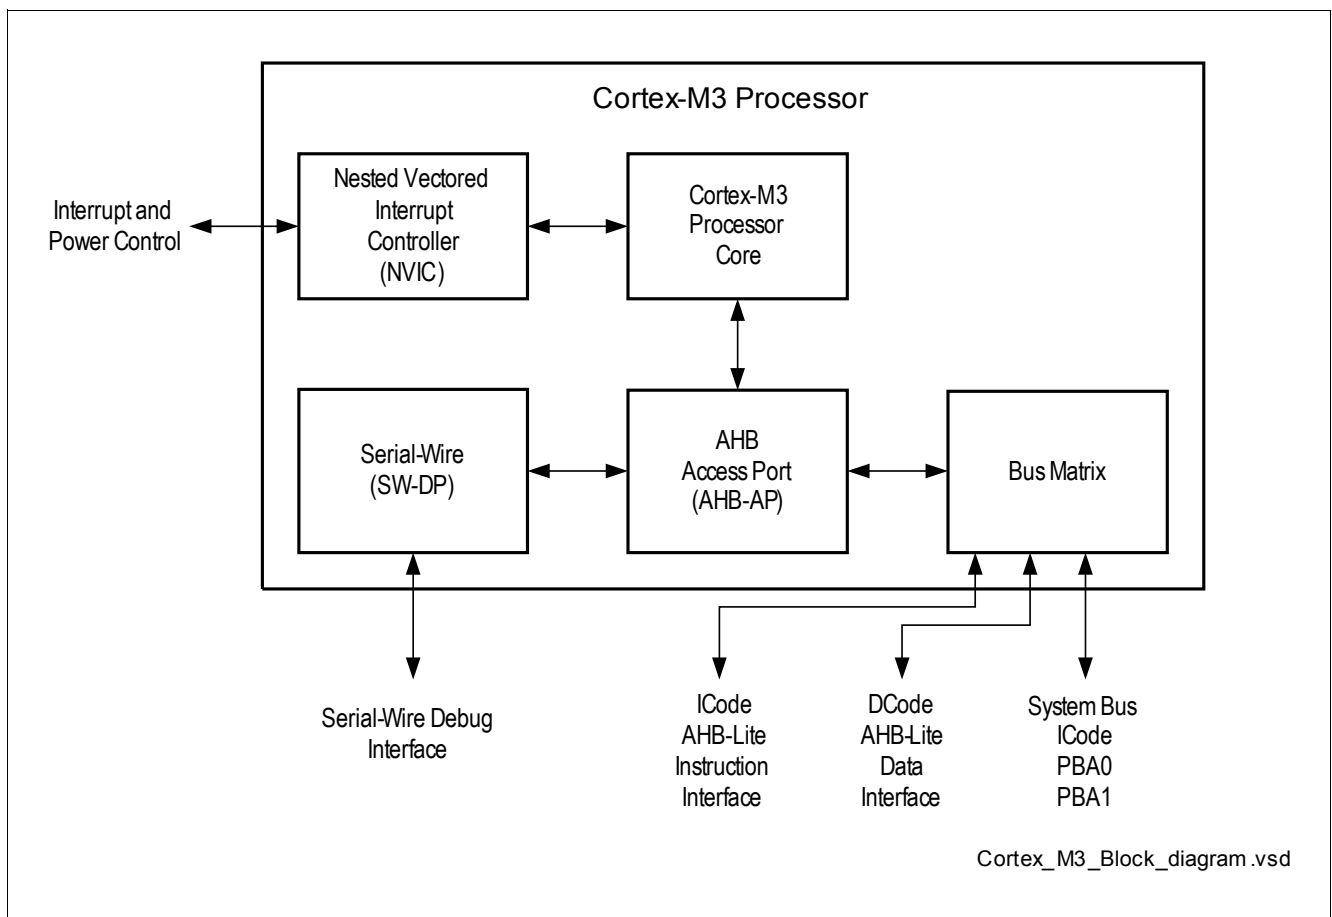 Cortex-M3 Processor
Nested Vectored
Interrupt
Controller
(NVIC)
Cortex-M3
Processor
Core
Interrupt and
Power Control
Serial-Wire
(SW-DP)
AHB
Access Port
(AHB-AP)
Bus Matrix
Serial-Wire Debug
Interface
ICode
AHB-Lite
Instruction
Interface
DCode
AHB-Lite
Data
Interface
System Bus
ICode
PBA0
PBA1
Cortex_M3_Block_diagram.vsd